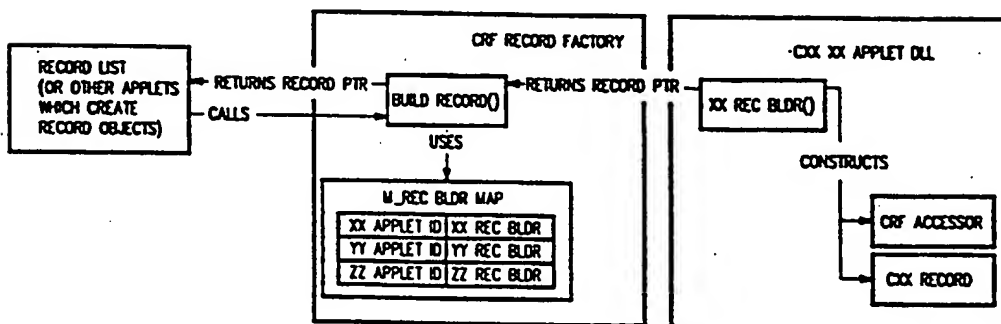 CRF RECORD FACTORY
CXX XX APPLET DLL
RECORD LIST
(OR OTHER APPLETS
WHICH CREATE
RECORD OBJECTS)
RETURNS RECORD PTR
CALLS
BUILD RECORD()
RETURNS RECORD PTR
XX REC BLDR()
USES
CONSTRUCTS
M_REC BLDR MAP
XX APPLET ID XX REC BLDR
YY APPLET ID YY REC BLDR
ZZ APPLET ID ZZ REC BLDR
CRF ACCESSOR
CXX RECORD